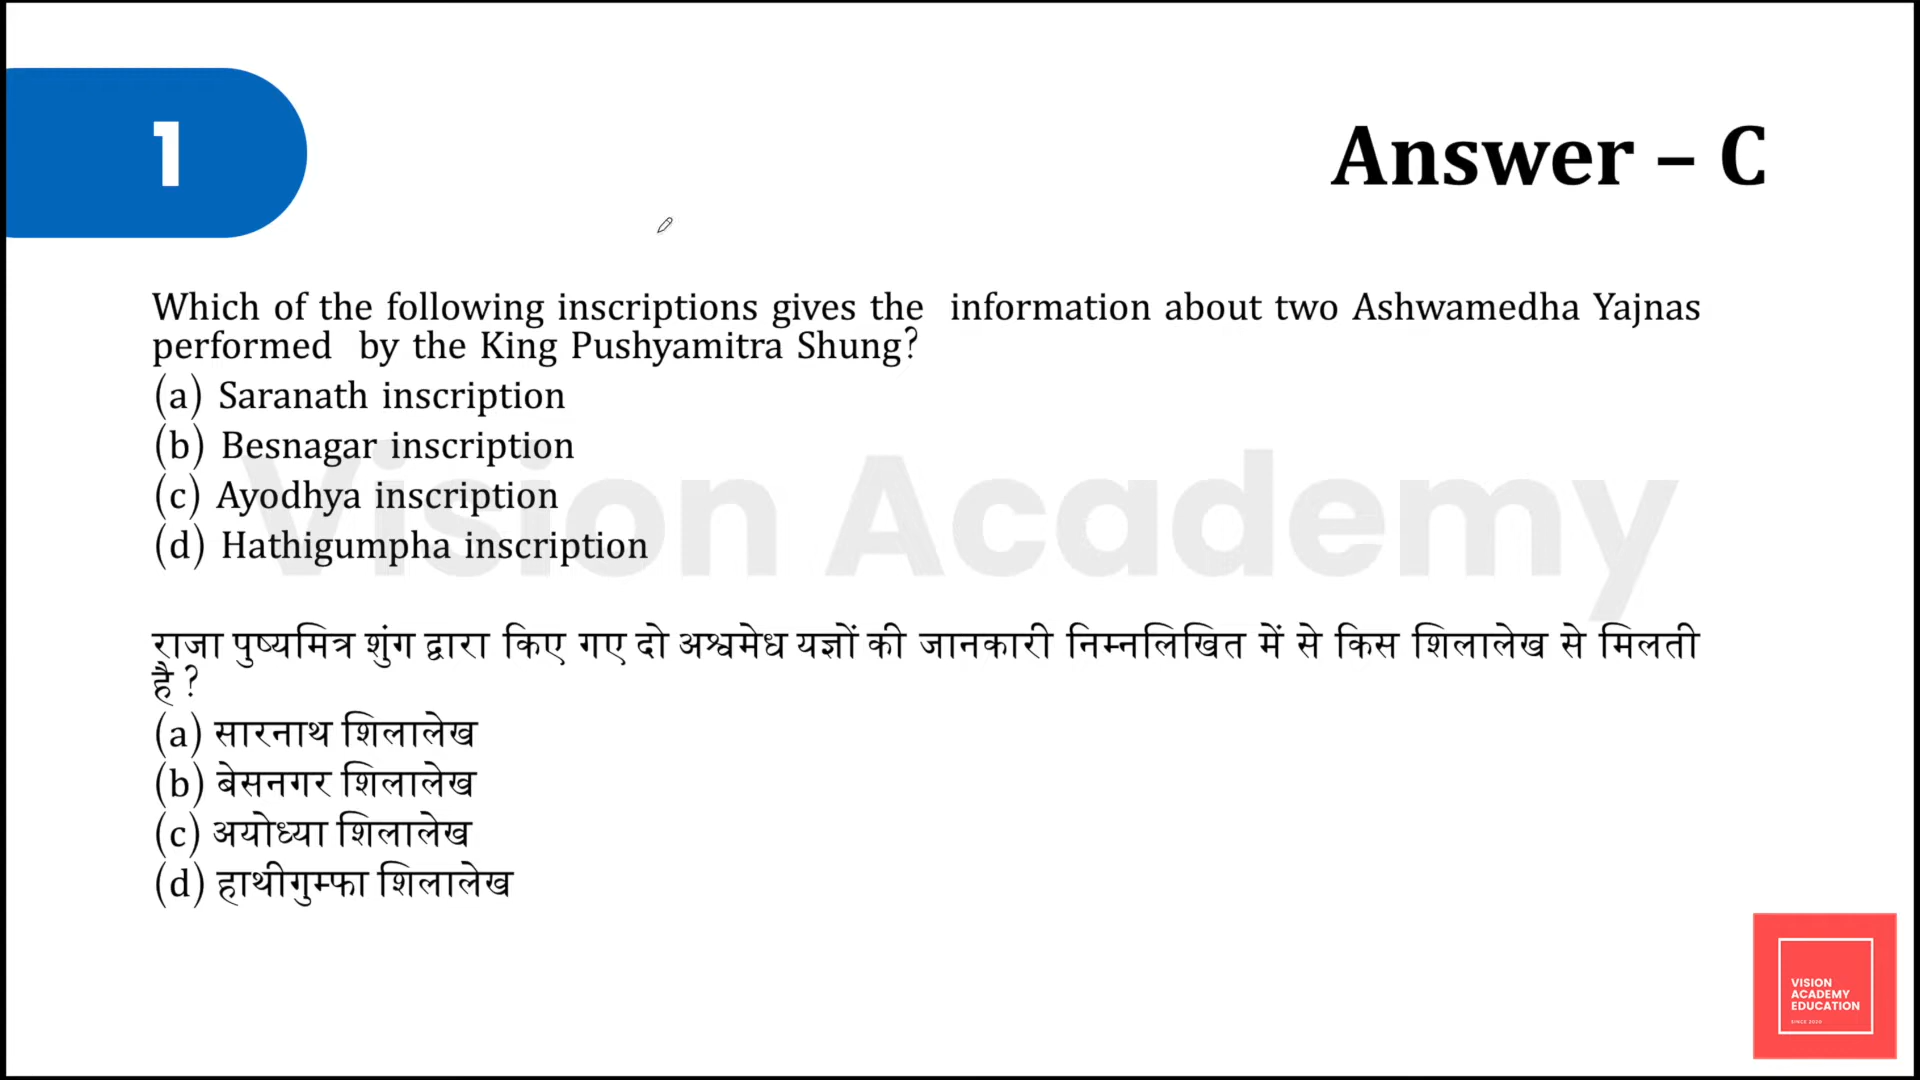 1
Answer – C
Which of the following inscriptions gives the information about two Ashwamedha Yajnas
performed by the King Pushyamitra Shung?
(a) Saranath inscription
(b) Besnagar inscription
(c) Ayodhya inscription
(d) Hathigumpha inscription
Vision Academy
राजा पुष्यमित्र शुंग द्वारा किए गए दो अश्वमेध यज्ञों की जानकारी निम्नलिखित में से किस शिलालेख से मिलती
है ?
(a) सारनाथ शिलालेख
(b) बेसनगर शिलालेख
(c) अयोध्या शिलालेख
(d) हाथीगुम्फा शिलालेख
VISION
ACADEMY
EDUCATION
SINCE 2020